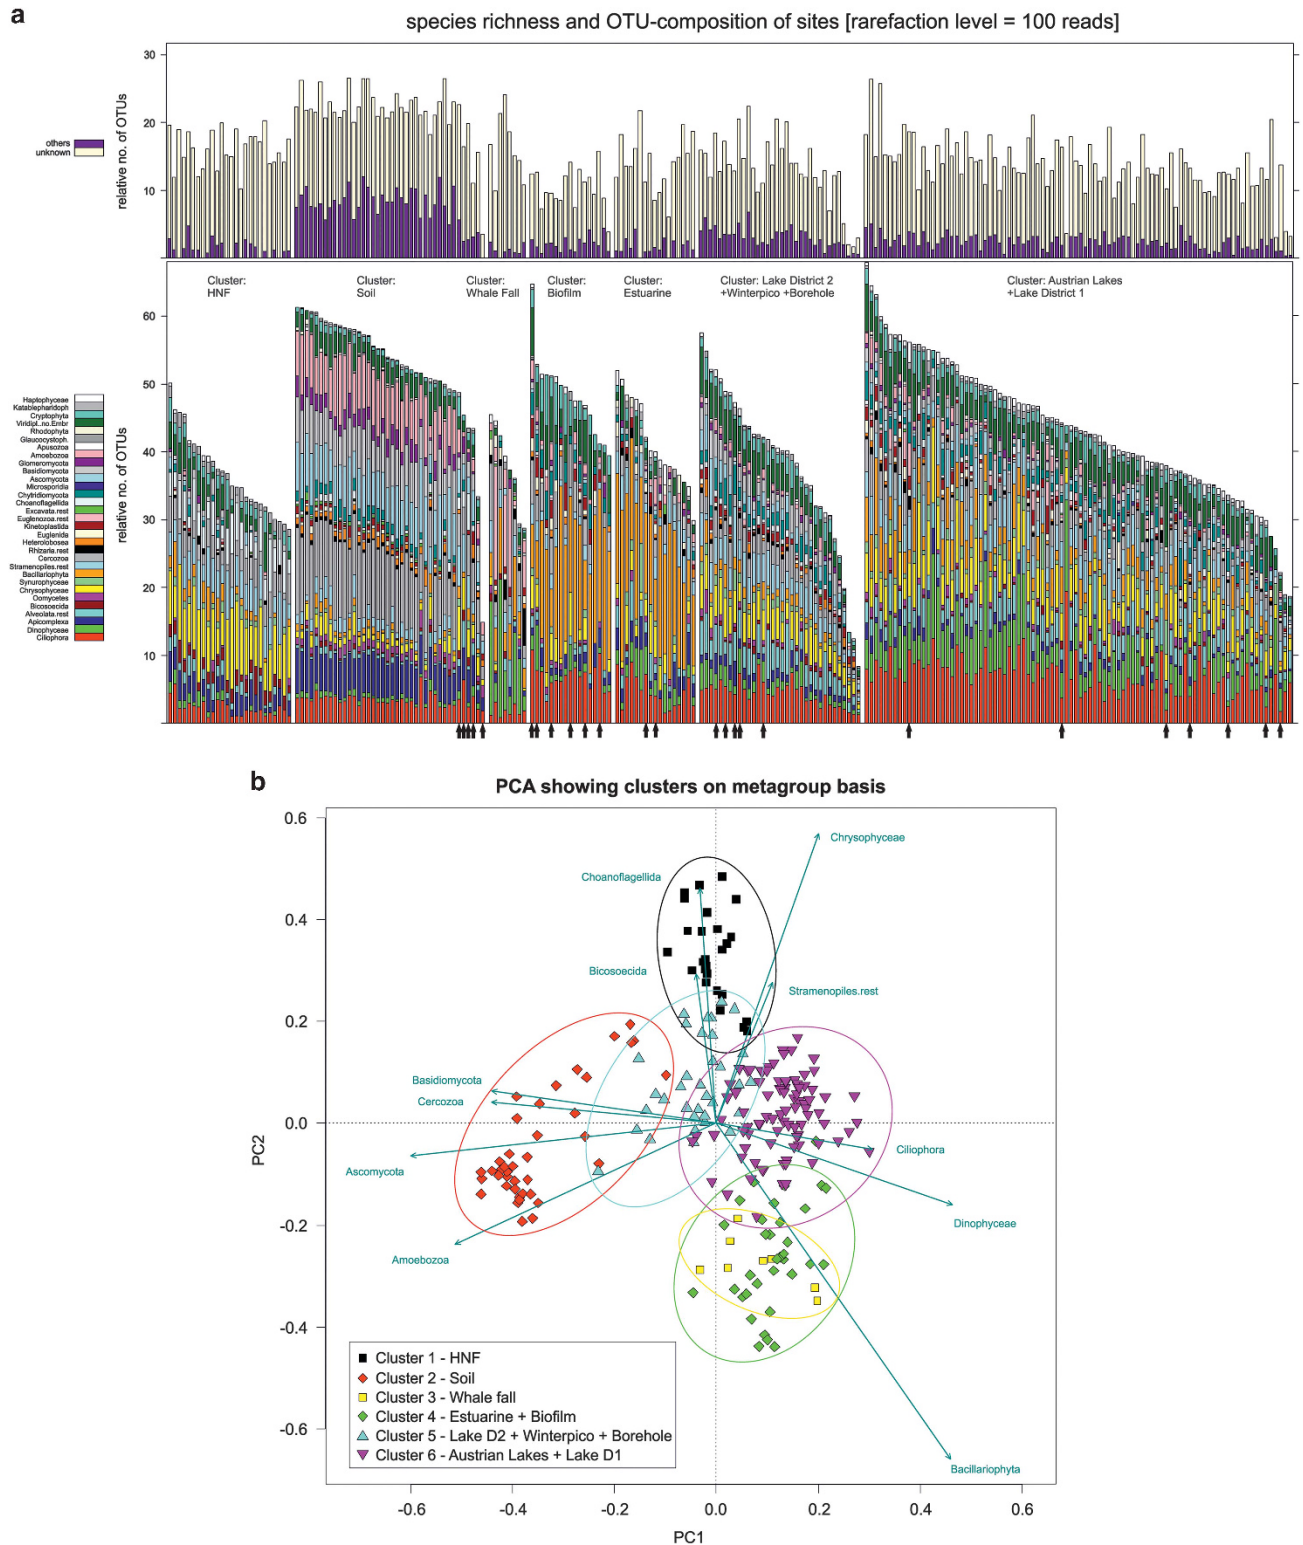 a
species richness and OTU-composition of sites [rarefaction level = 100 reads]
30
20
10
relative no. of OTUs
others
unknown
Cluster:
HNF
Cluster:
Soil
Cluster:
Whale Fall
Cluster:
Biofilm
Cluster:
Estuarine
Cluster: Lake District 2
+Winterpico +Borehole
Cluster: Austrian Lakes
+Lake District 1
60
50
40
30
20
10
relative no. of OTUs
Haptophyceae
Katablepharidoph
Cryptophyta
Viridipl..no.Embr
Rhodophyta
Glaucocystoph.
Apusozoa
Amoebozoa
Glomeromycota
Basidiomycota
Ascomycota
Microsporidia
Chytridiomycota
Choanoflagellida
Excavata.rest
Euglenozoa.rest
Kinetoplastida
Euglenida
Heterolobosea
Rhizaria.rest
Cercozoa
Stramenopiles.rest
Bacillariophyta
Synurophyceae
Chrysophyceae
Oomycetes
Bicosoecida
Alveolata.rest
Apicomplexa
Dinophyceae
Ciliophora
b
PCA showing clusters on metagroup basis
0.6
0.4
0.2
0.0
-0.2
-0.4
-0.6
PC2
Chrysophyceae
Choanoflagellida
Bicosoecida
Stramenopiles.rest
Basidiomycota
Cercozoa
Ascomycota
Amoebozoa
Ciliophora
Dinophyceae
Bacillariophyta
Cluster 1 - HNF
Cluster 2 - Soil
Cluster 3 - Whale fall
Cluster 4 - Estuarine + Biofilm
Cluster 5 - Lake D2 + Winterpico + Borehole
Cluster 6 - Austrian Lakes + Lake D1
-0.6
-0.4
-0.2
0.0
0.2
0.4
0.6
PC1